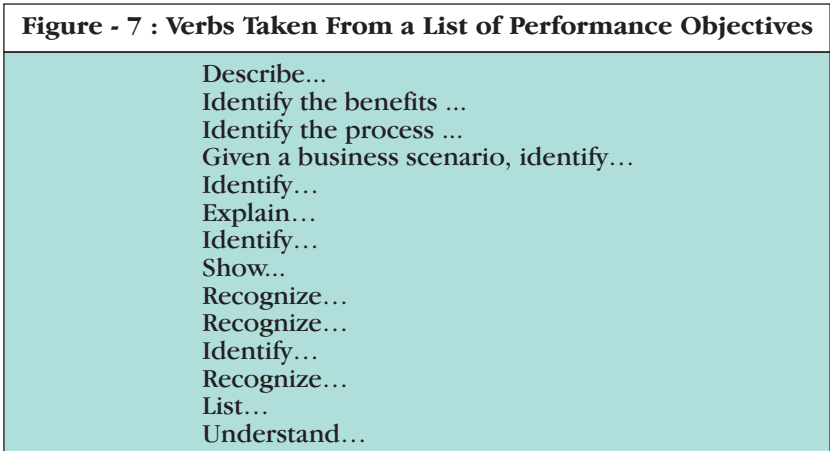 Figure - 7 : Verbs Taken From a List of Performance Objectives
Describe...
Identify the benefits ...
Identify the process ...
Given a business scenario, identify…
Identify…
Explain…
Identify…
Show...
Recognize…
Recognize…
Identify…
Recognize…
List…
Understand…